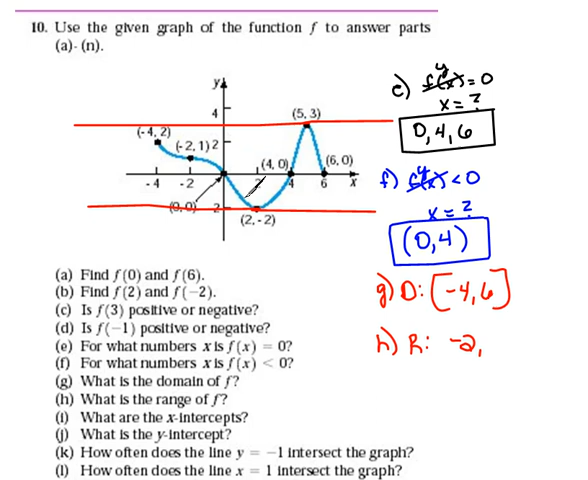 10. Use the given graph of the function f to answer parts
(a)-(n).
y
4
(5, 3)
(-4, 2)
(-2, 1) 2
(4, 0)
(6, 0)
-4 -2 2 4 6 x
(0, 0)
-2
(2, -2)
(a) Find f(0) and f(6).
(b) Find f(2) and f(-2).
(c) Is f(3) positive or negative?
(d) Is f(-1) positive or negative?
(e) For what numbers x is f(x) = 0?
(f) For what numbers x is f(x) < 0?
(g) What is the domain of f?
(h) What is the range of f?
(i) What are the x-intercepts?
(j) What is the y-intercept?
(k) How often does the line y = -1 intersect the graph?
(l) How often does the line x = 1 intersect the graph?
y
e) f(x) = 0
x = ?
0, 4, 6
y
f) f(x) < 0
x = ?
(0, 4)
g) D: [-4, 6]
h) R: -2,